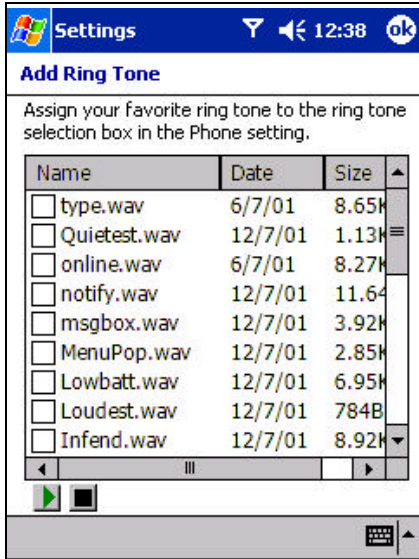 Settings 12:38 ok
Add Ring Tone
Assign your favorite ring tone to the ring tone
selection box in the Phone setting.
Name Date Size
type.wav 6/7/01 8.65K
Quietest.wav 12/7/01 1.13K
online.wav 6/7/01 8.27K
notify.wav 12/7/01 11.64
msgbox.wav 12/7/01 3.92K
MenuPop.wav 12/7/01 2.85K
Lowbatt.wav 12/7/01 6.95K
Loudest.wav 12/7/01 784B
Infend.wav 12/7/01 8.92K